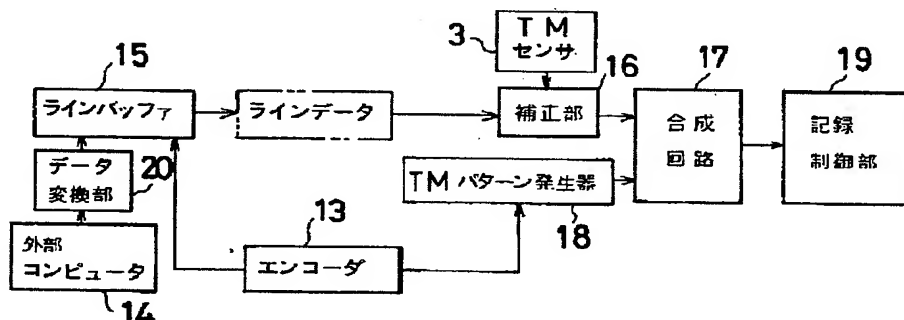 3
TM
センサ
15
ラインバッファ
ラインデータ
16
補正部
17
合成
回路
19
記録
制御部
データ
変換部
20
TMパターン発生器
18
外部
コンピュータ
14
13
エンコーダ